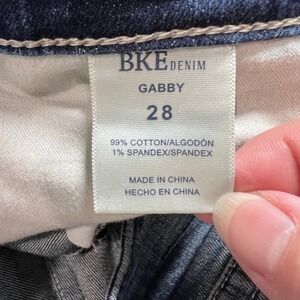 BKE DENIM
GABBY
28
99% COTTON/ALGODÓN
1% SPANDEX/SPANDEX
MADE IN CHINA
HECHO EN CHINA